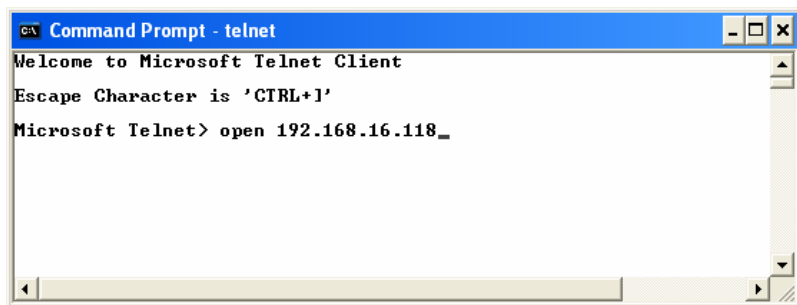 Command Prompt - telnet
Welcome to Microsoft Telnet Client
Escape Character is 'CTRL+]'
Microsoft Telnet> open 192.168.16.118_